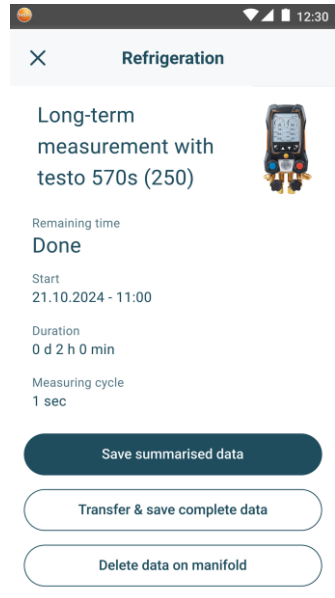 12:30
Refrigeration
Long-term
measurement with
testo 570s (250)
Remaining time
Done
Start
21.10.2024 - 11:00
Duration
0 d 2 h 0 min
Measuring cycle
1 sec
Save summarised data
Transfer & save complete data
Delete data on manifold